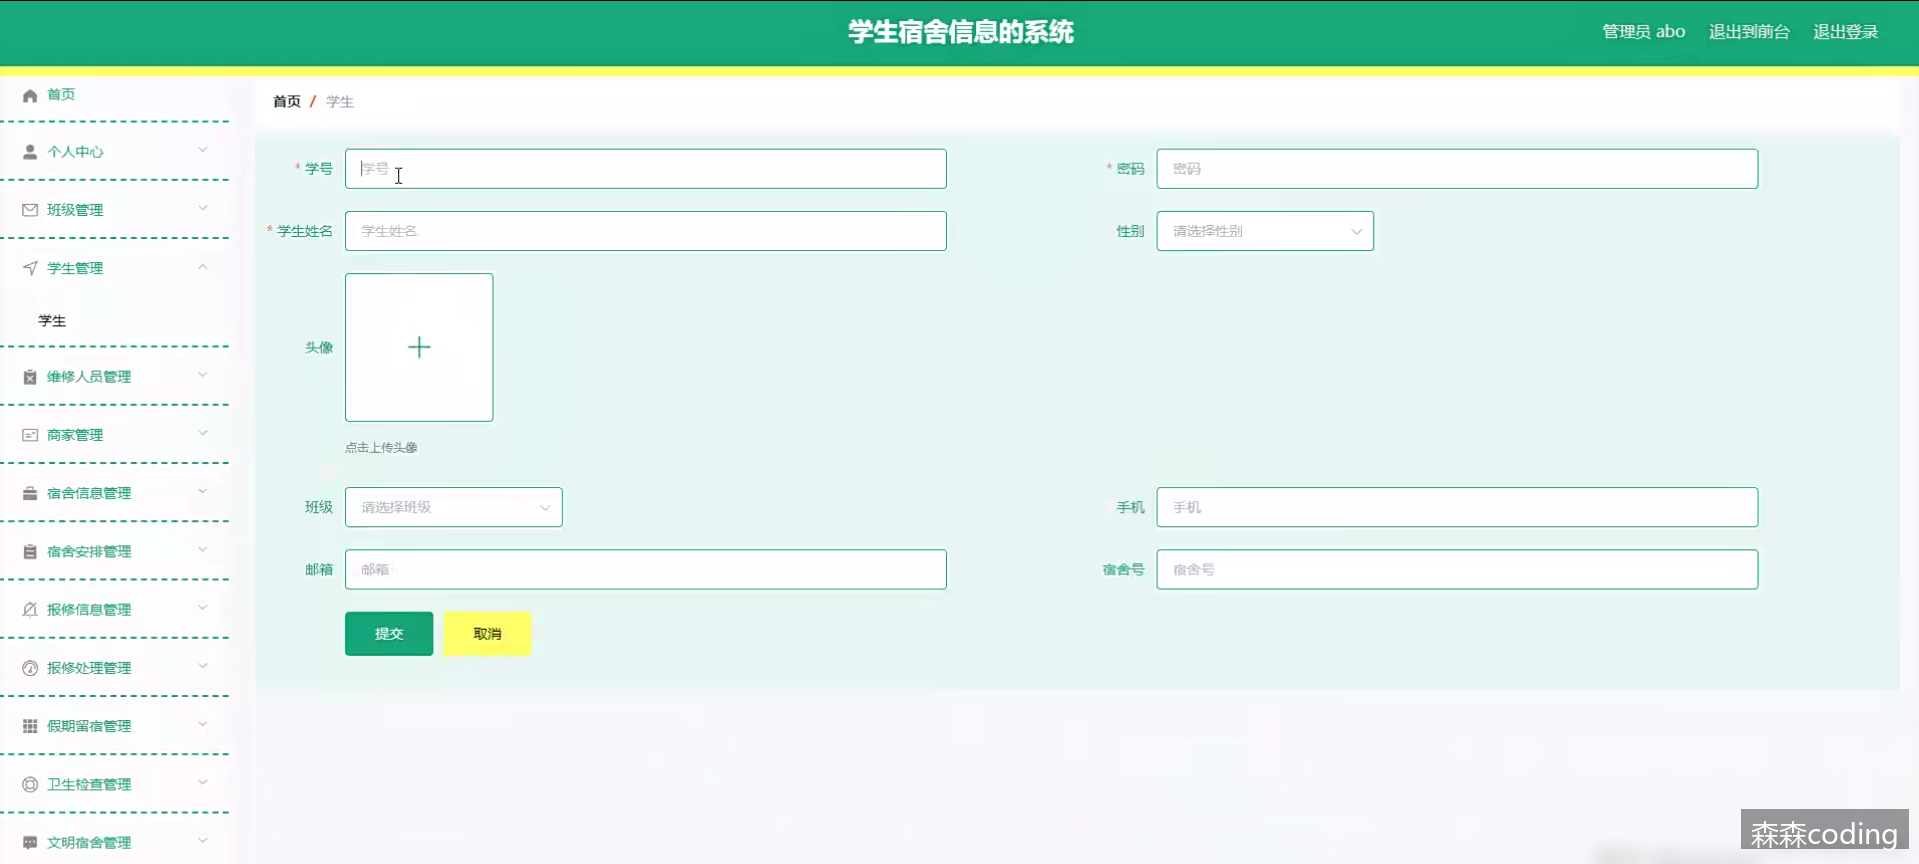 学生宿舍信息的系统
管理员 abo 退出到前台 退出登录
首页
个人中心
班级管理
学生管理
学生
维修人员管理
商家管理
宿舍信息管理
宿舍安排管理
报修信息管理
报修处理管理
假期留宿管理
卫生检查管理
文明宿舍管理
首页 / 学生
* 学号 学号
* 密码 密码
* 学生姓名 学生姓名
性别 请选择性别
头像
点击上传头像
班级 请选择班级
手机 手机
邮箱 邮箱
宿舍号 宿舍号
提交 取消
森森coding